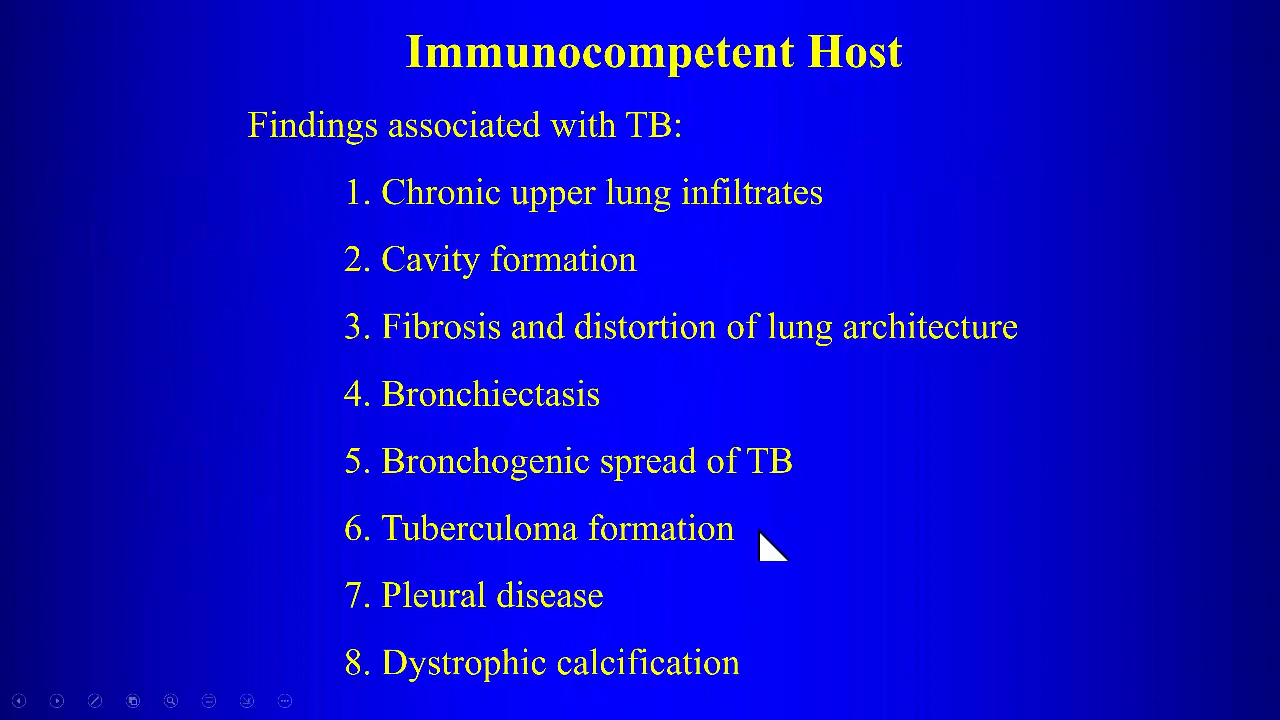 Immunocompetent Host
Findings associated with TB:
1. Chronic upper lung infiltrates
2. Cavity formation
3. Fibrosis and distortion of lung architecture
4. Bronchiectasis
5. Bronchogenic spread of TB
6. Tuberculoma formation
7. Pleural disease
8. Dystrophic calcification